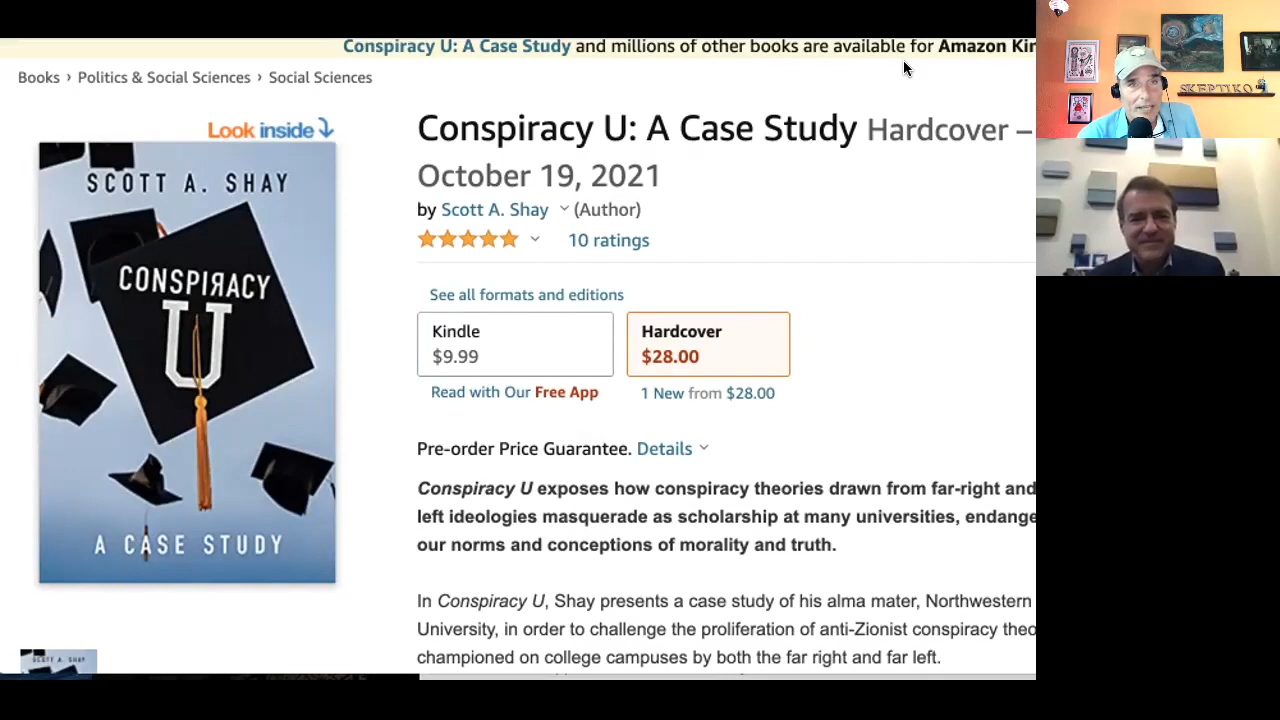 Conspiracy U: A Case Study and millions of other books are available for Amazon Kin
Books › Politics & Social Sciences › Social Sciences
Look inside
SCOTT A. SHAY
CONSPIЯACY
U
A CASE STUDY
SCOTT A. SHAY
Conspiracy U: A Case Study Hardcover –
October 19, 2021
by Scott A. Shay (Author)
10 ratings
See all formats and editions
Kindle
$9.99
Hardcover
$28.00
Read with Our Free App
1 New from $28.00
Pre-order Price Guarantee. Details
Conspiracy U exposes how conspiracy theories drawn from far-right and
left ideologies masquerade as scholarship at many universities, endange
our norms and conceptions of morality and truth.
In Conspiracy U, Shay presents a case study of his alma mater, Northwestern
University, in order to challenge the proliferation of anti-Zionist conspiracy theo
championed on college campuses by both the far right and far left.
SKEPTIKO